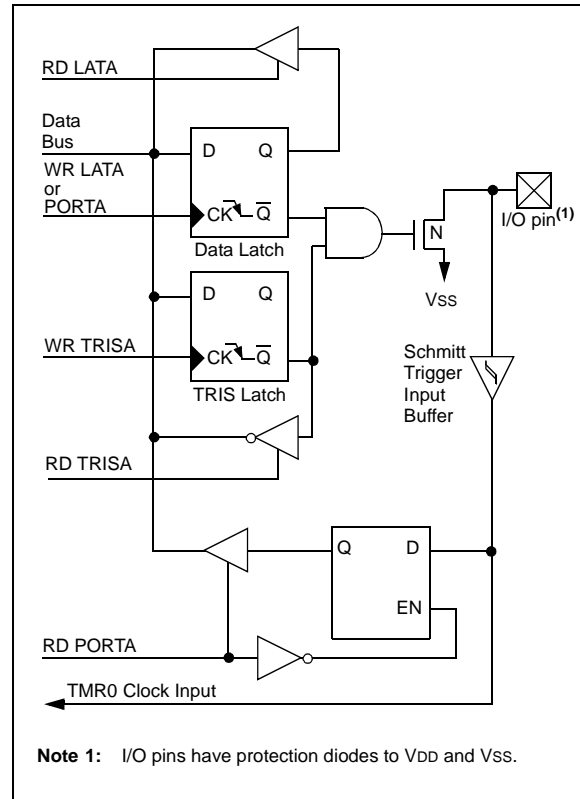 RD LATA
Data
Bus
D Q
WR LATA
or
PORTA
CK Q̅
Data Latch
N
I/O pin(1)
VSS
D Q
WR TRISA
CK Q̅
TRIS Latch
Schmitt
Trigger
Input
Buffer
RD TRISA
Q D
EN
RD PORTA
TMR0 Clock Input
Note 1: I/O pins have protection diodes to VDD and VSS.